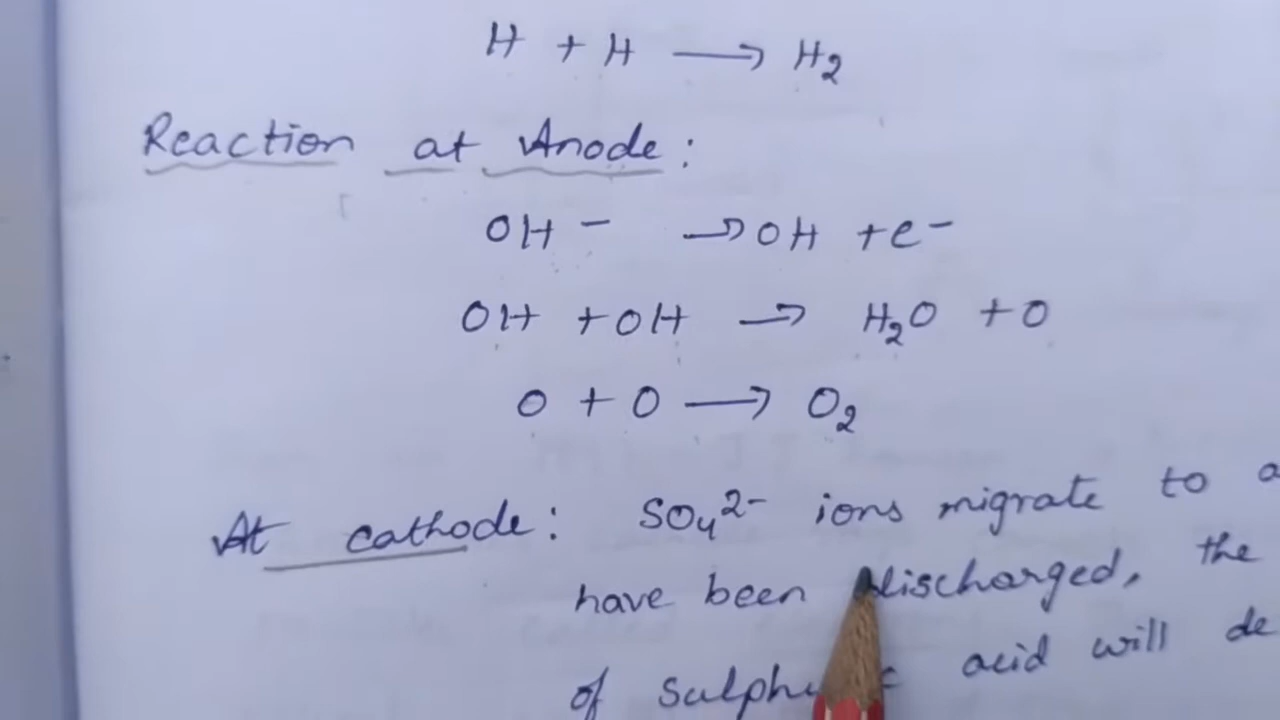 H + H → H₂
Reaction at Anode:
OH⁻ → OH + e⁻
OH + OH → H₂O + O
O + O → O₂
At cathode: SO₄²⁻ ions migrate to a
have been discharged, the
of acid will de